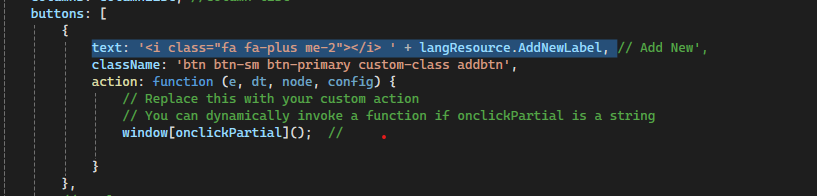 buttons: [
{
text: '<i class="fa fa-plus me-2"></i> ' + langResource.AddNewLabel, // Add New',
className: 'btn btn-sm btn-primary custom-class addbtn',
action: function (e, dt, node, config) {
// Replace this with your custom action
// You can dynamically invoke a function if onclickPartial is a string
window[onclickPartial](); //
}
},